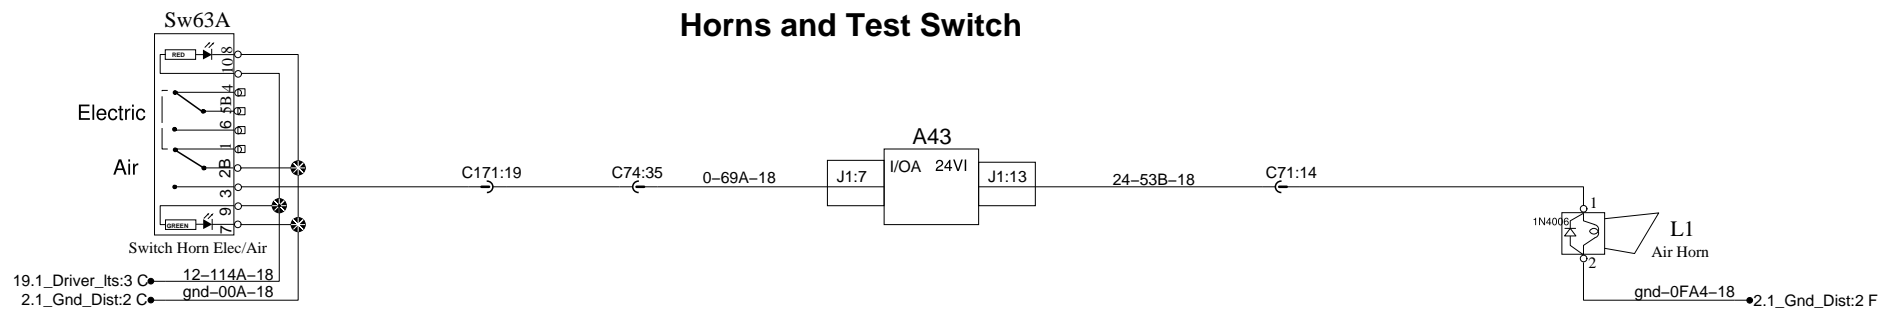 Horns and Test Switch
Sw63A
RED
8
10
4
5B
6
1
2B
3
9
7
GREEN
Electric
Air
Switch Horn Elec/Air
19.1_Driver_lts:3 C
12-114A-18
2.1_Gnd_Dist:2 C
gnd-00A-18
C171:19
C74:35
0-69A-18
A43
J1:7
I/OA 24VI
J1:13
24-53B-18
C71:14
1
1N4006
L1
Air Horn
2
gnd-0FA4-18
2.1_Gnd_Dist:2 F